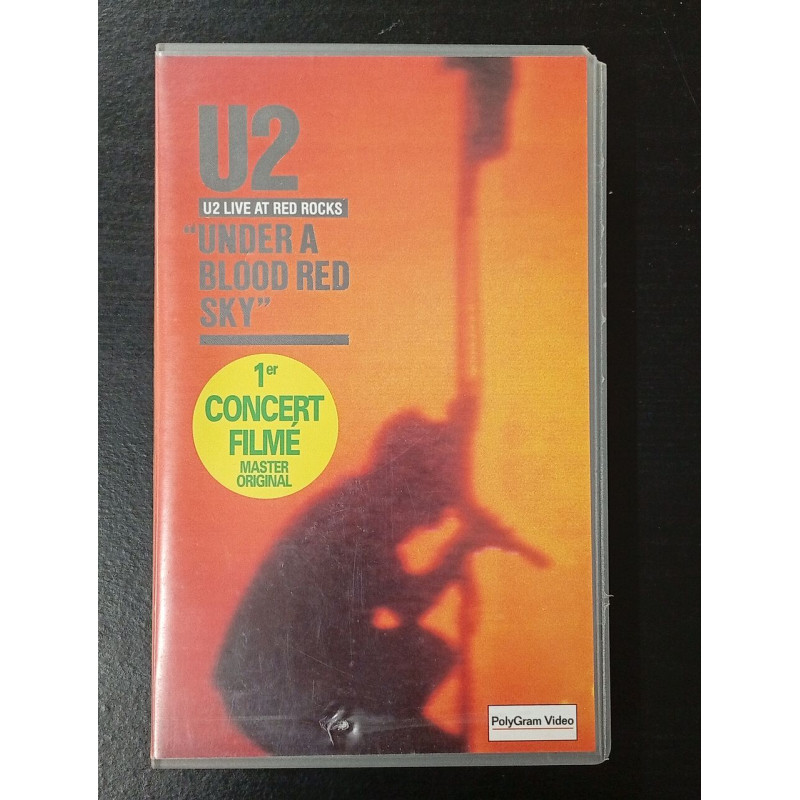 U2
U2 LIVE AT RED ROCKS
“UNDER A
BLOOD RED
SKY”
1er
CONCERT
FILMÉ
MASTER
ORIGINAL
PolyGram Video